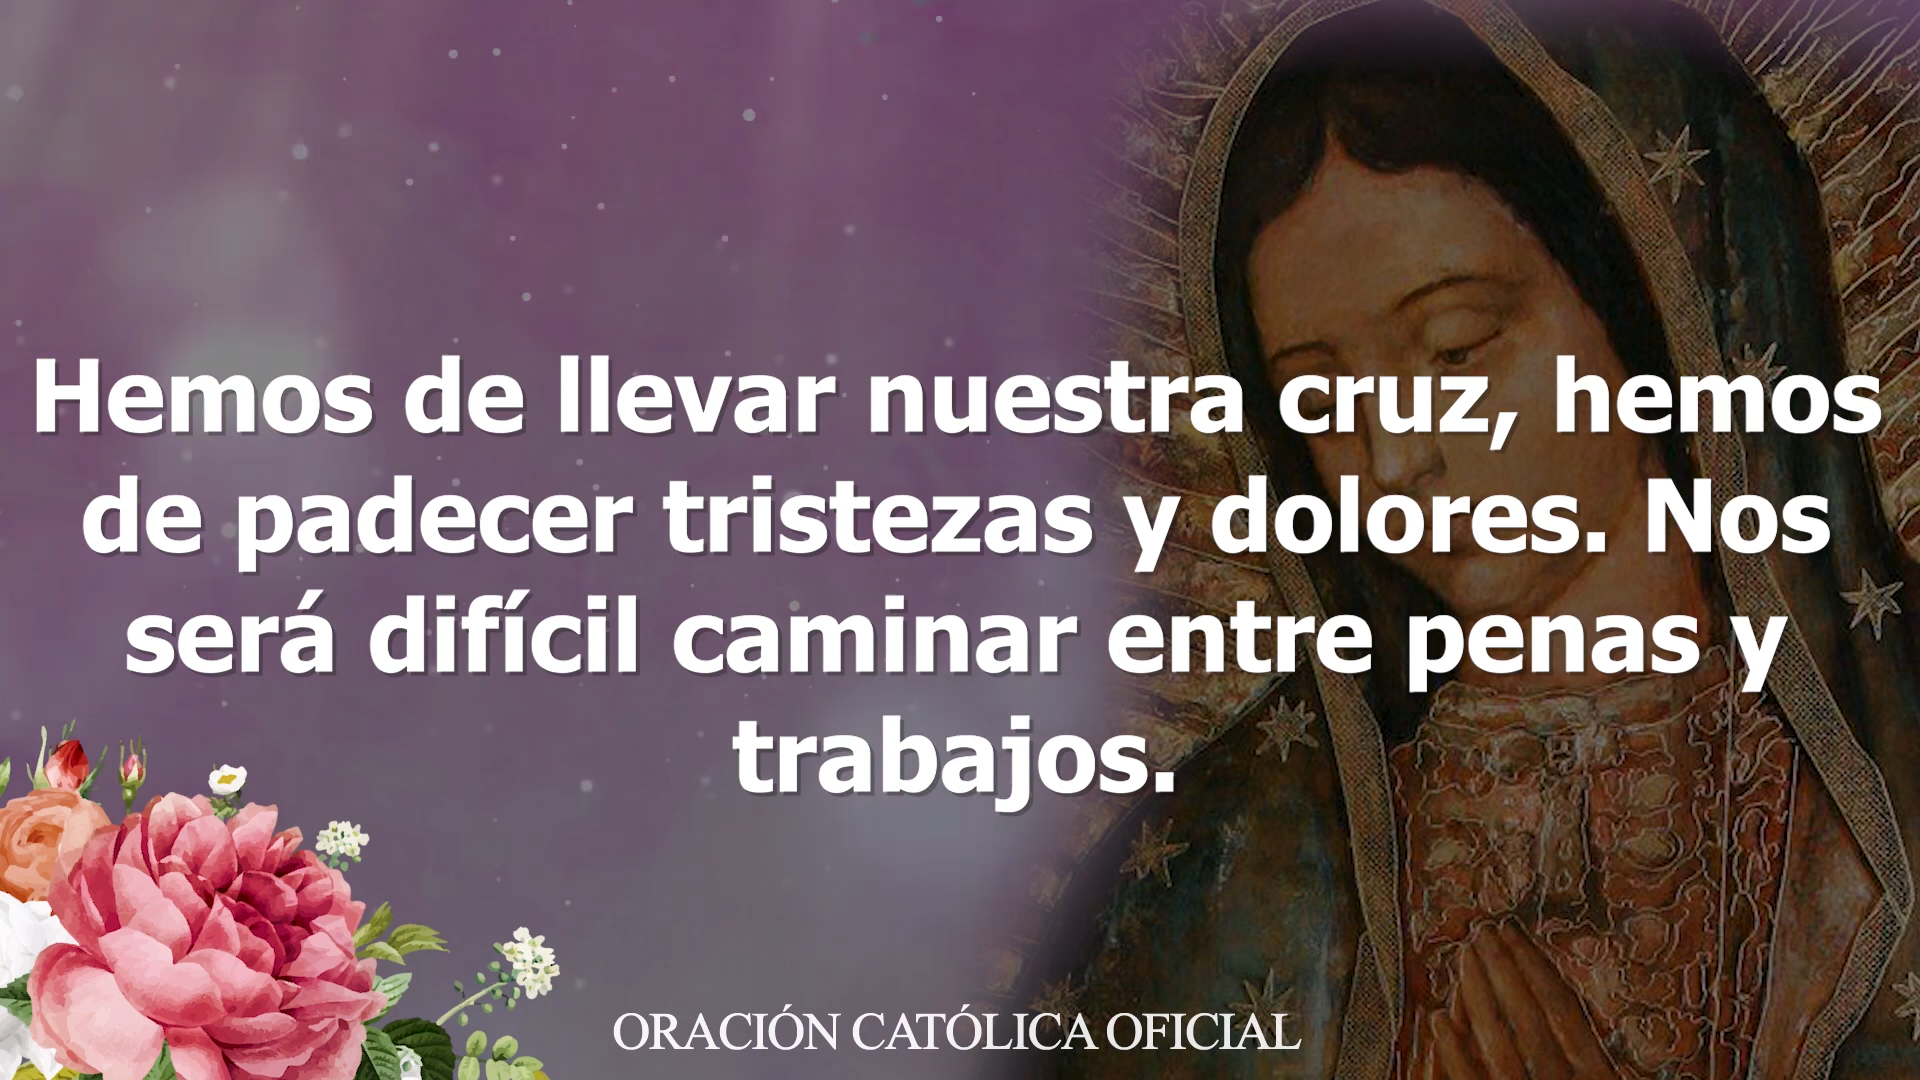 Hemos de llevar nuestra cruz, hemos
de padecer tristezas y dolores. Nos
será difícil caminar entre penas y
trabajos.
ORACIÓN CATÓLICA OFICIAL